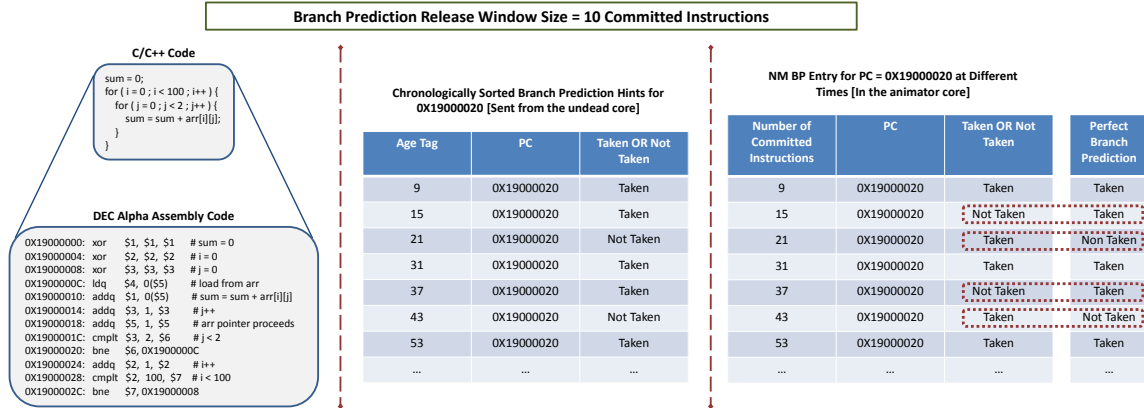 Branch Prediction Release Window Size = 10 Committed Instructions
C/C++ Code
sum = 0;
for ( i = 0 ; i < 100 ; i++ ) {
for ( j = 0 ; j < 2 ; j++ ) {
sum = sum + arr[i][j];
}
}
DEC Alpha Assembly Code
0X19000000: xor $1, $1, $1 # sum = 0
0X19000004: xor $2, $2, $2 # i = 0
0X19000008: xor $3, $3, $3 # j = 0
0X1900000C: ldq $4, 0($5) # load from arr
0X19000010: addq $1, 0($5) # sum = sum + arr[i][j]
0X19000014: addq $3, 1, $3 # j++
0X19000018: addq $5, 1, $5 # arr pointer proceeds
0X1900001C: cmplt $3, 2, $6 # j < 2
0X19000020: bne $6, 0X1900000C
0X19000024: addq $2, 1, $2 # i++
0X19000028: cmplt $2, 100, $7 # i < 100
0X1900002C: bne $7, 0X19000008
Chronologically Sorted Branch Prediction Hints for
0X19000020 [Sent from the undead core]
Age Tag PC Taken OR Not
Taken
9 0X19000020 Taken
15 0X19000020 Taken
21 0X19000020 Not Taken
31 0X19000020 Taken
37 0X19000020 Taken
43 0X19000020 Not Taken
53 0X19000020 Taken
... ... ...
NM BP Entry for PC = 0X19000020 at Different
Times [In the animator core]
Number of PC Taken OR Not Perfect
Committed Taken Branch
Instructions Prediction
9 0X19000020 Taken Taken
15 0X19000020 Not Taken Taken
21 0X19000020 Taken Non Taken
31 0X19000020 Taken Taken
37 0X19000020 Not Taken Taken
43 0X19000020 Taken Not Taken
53 0X19000020 Taken Taken
... ... ... ...